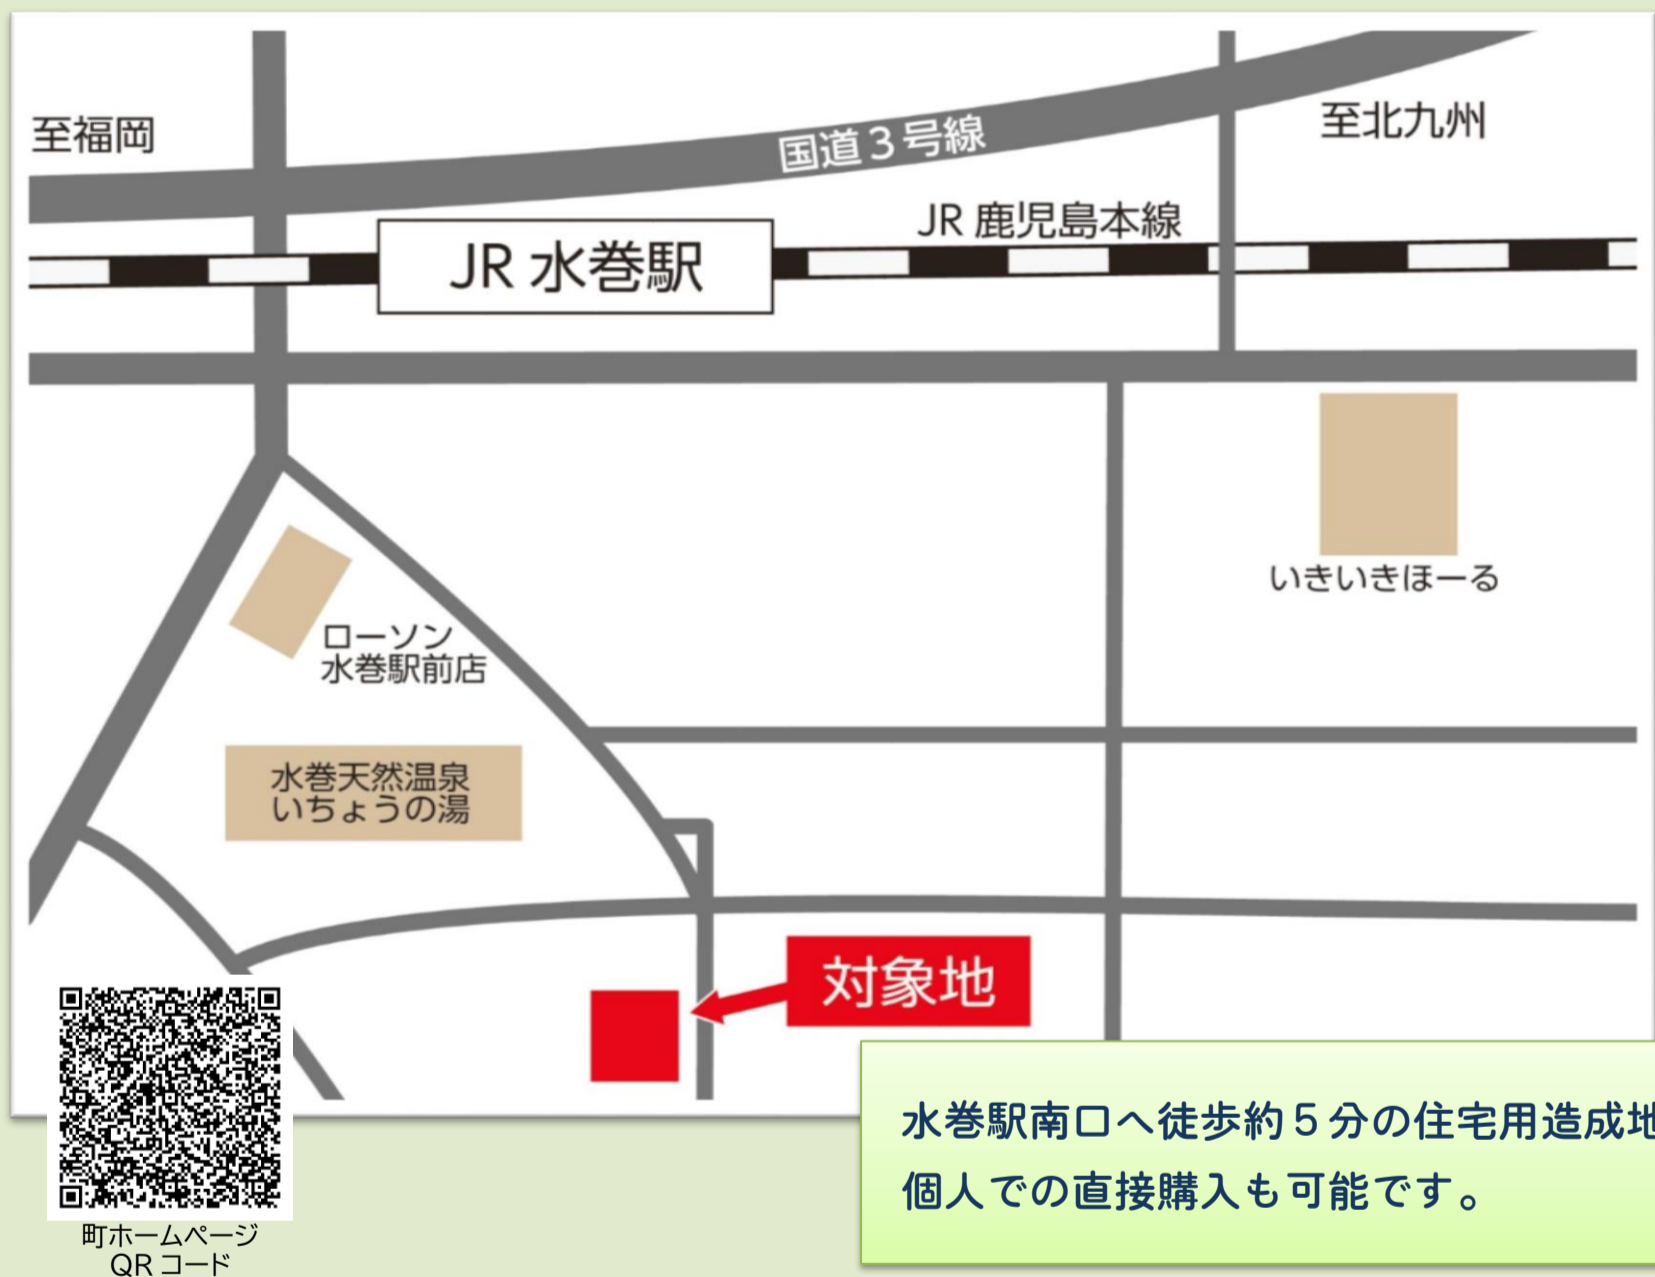 至福岡
国道3号線
至北九州
JR 鹿児島本線
JR 水巻駅
いきいきほーる
ローソン
水巻駅前店
水巻天然温泉
いちょうの湯
対象地
水巻駅南口へ徒歩約5分の住宅用造成地
個人での直接購入も可能です。
町ホームページ
QRコード